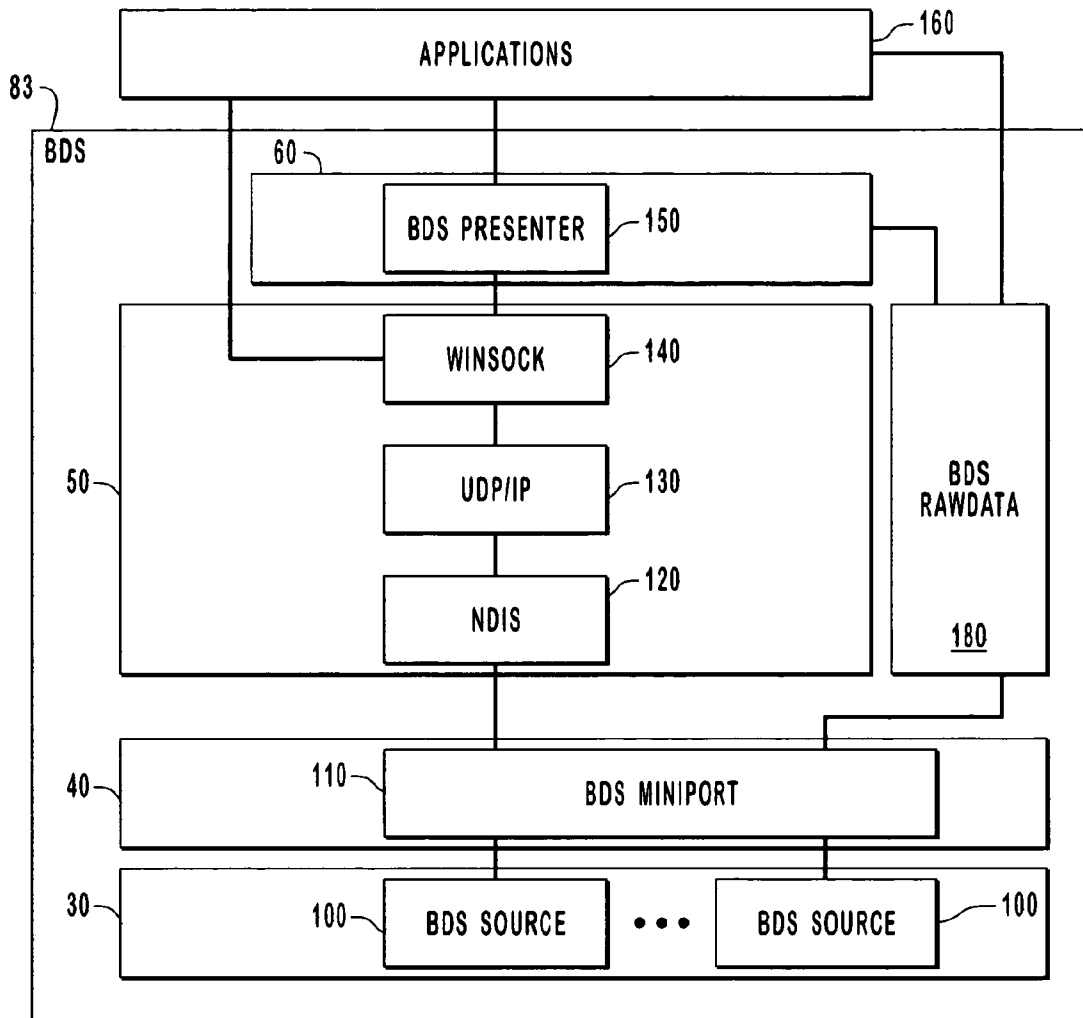 160
APPLICATIONS
83
BDS
60
BDS PRESENTER
150
WINSOCK
140
50
UDP/IP
130
BDS
RAWDATA
120
NDIS
180
110
BDS MINIPORT
40
30
100
BDS SOURCE
BDS SOURCE
100